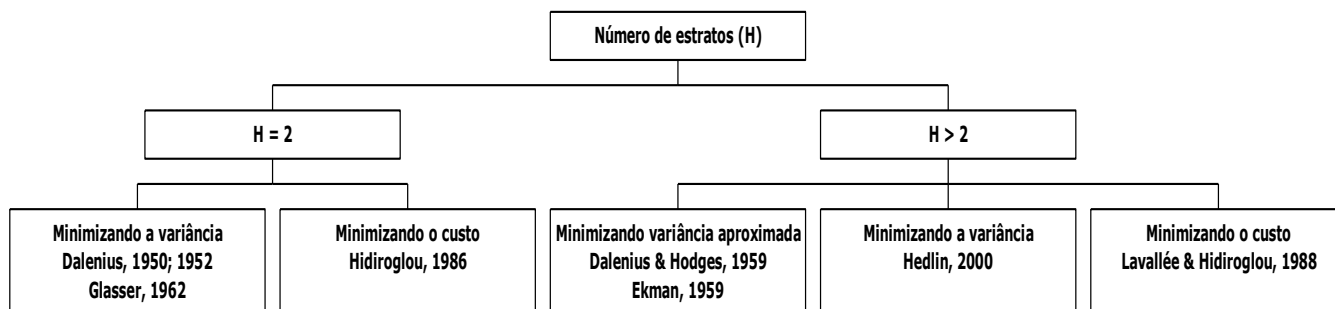 Número de estratos (H)
H = 2
H > 2
Minimizando a variância
Dalenius, 1950; 1952
Glasser, 1962
Minimizando o custo
Hidiroglou, 1986
Minimizando variância aproximada
Dalenius & Hodges, 1959
Ekman, 1959
Minimizando a variância
Hedlin, 2000
Minimizando o custo
Lavallée & Hidiroglou, 1988